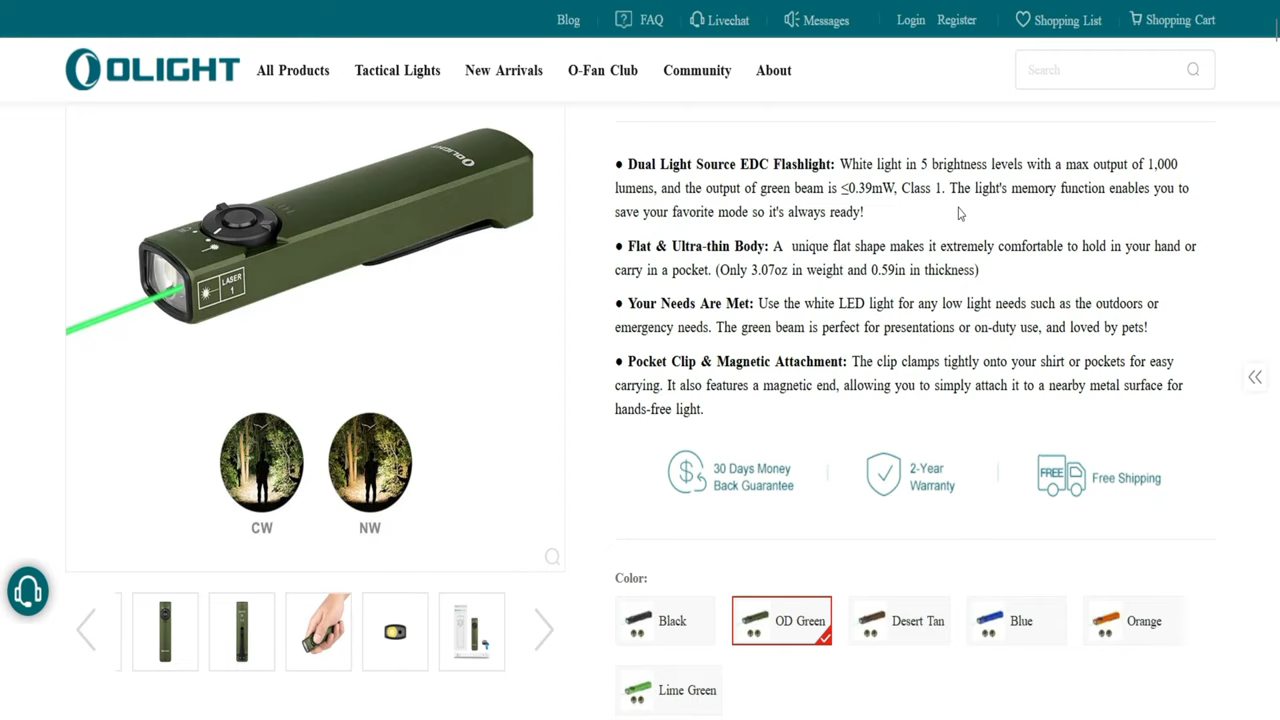 Blog
FAQ
Livechat
Messages
Login
Register
Shopping List
Shopping Cart
OLIGHT
All Products
Tactical Lights
New Arrivals
O-Fan Club
Community
About
Search
OLIGHT
LASER
1
CW
NW
● Dual Light Source EDC Flashlight: White light in 5 brightness levels with a max output of 1,000
lumens, and the output of green beam is ≤0.39mW, Class 1. The light's memory function enables you to
save your favorite mode so it's always ready!
● Flat & Ultra-thin Body: A unique flat shape makes it extremely comfortable to hold in your hand or
carry in a pocket. (Only 3.07oz in weight and 0.59in in thickness)
● Your Needs Are Met: Use the white LED light for any low light needs such as the outdoors or
emergency needs. The green beam is perfect for presentations or on-duty use, and loved by pets!
● Pocket Clip & Magnetic Attachment: The clip clamps tightly onto your shirt or pockets for easy
carrying. It also features a magnetic end, allowing you to simply attach it to a nearby metal surface for
hands-free light.
30 Days Money
Back Guarantee
2-Year
Warranty
FREE
Free Shipping
Color:
Black
OD Green
Desert Tan
Blue
Orange
Lime Green